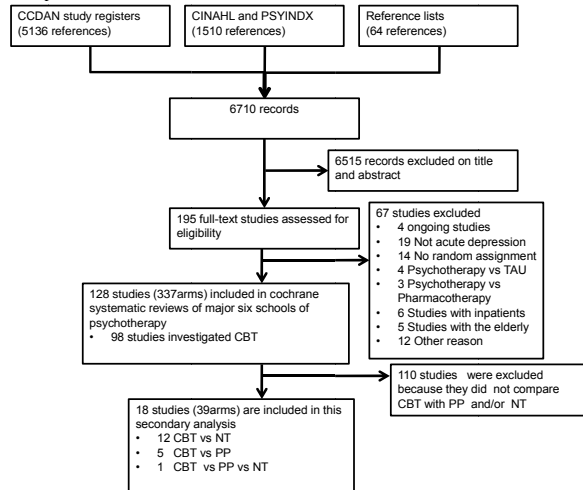 CCDAN study registers
(5136 references)
CINAHL and PSYINDX
(1510 references)
Reference lists
(64 references)
6710 records
6515 records excluded on title
and abstract
195 full-text studies assessed for
eligibility
67 studies excluded
• 4 ongoing studies
• 19 Not acute depression
• 14 No random assignment
• 4 Psychotherapy vs TAU
• 3 Psychotherapy vs
Pharmacotherapy
• 6 Studies with inpatients
• 5 Studies with the elderly
• 12 Other reason
128 studies (337arms) included in cochrane
systematic reviews of major six schools of
psychotherapy
• 98 studies investigated CBT
110 studies were excluded
because they did not compare
CBT with PP and/or NT
18 studies (39arms) are included in this
secondary analysis
• 12 CBT vs NT
• 5 CBT vs PP
• 1 CBT vs PP vs NT